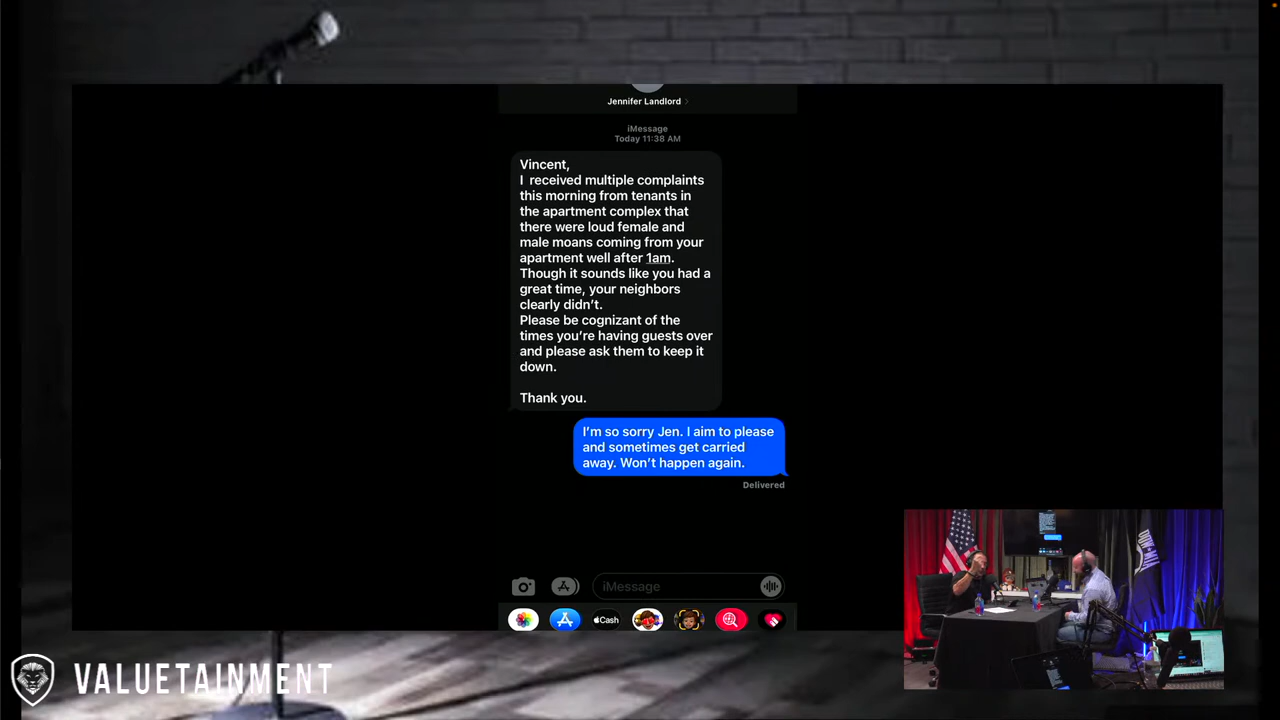 Jennifer Landlord
iMessage
Today 11:38 AM
Vincent,
I received multiple complaints
this morning from tenants in
the apartment complex that
there were loud female and
male moans coming from your
apartment well after 1am.
Though it sounds like you had a
great time, your neighbors
clearly didn’t.
Please be cognizant of the
times you’re having guests over
and please ask them to keep it
down.
Thank you.
I’m so sorry Jen. I aim to please
and sometimes get carried
away. Won’t happen again.
Delivered
iMessage
Cash
VALUETAINMENT